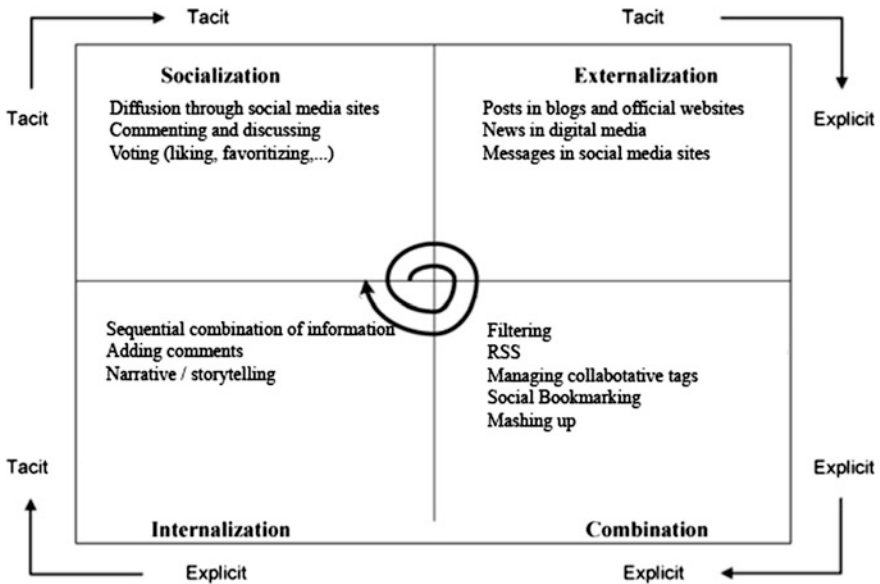 Tacit
Tacit
Tacit
Explicit
Socialization
Diffusion through social media sites
Commenting and discussing
Voting (liking, favoritizing,...)
Externalization
Posts in blogs and official websites
News in digital media
Messages in social media sites
Sequential combination of information
Adding comments
Narrative / storytelling
Internalization
Filtering
RSS
Managing collabotative tags
Social Bookmarking
Mashing up
Combination
Tacit
Explicit
Explicit
Explicit